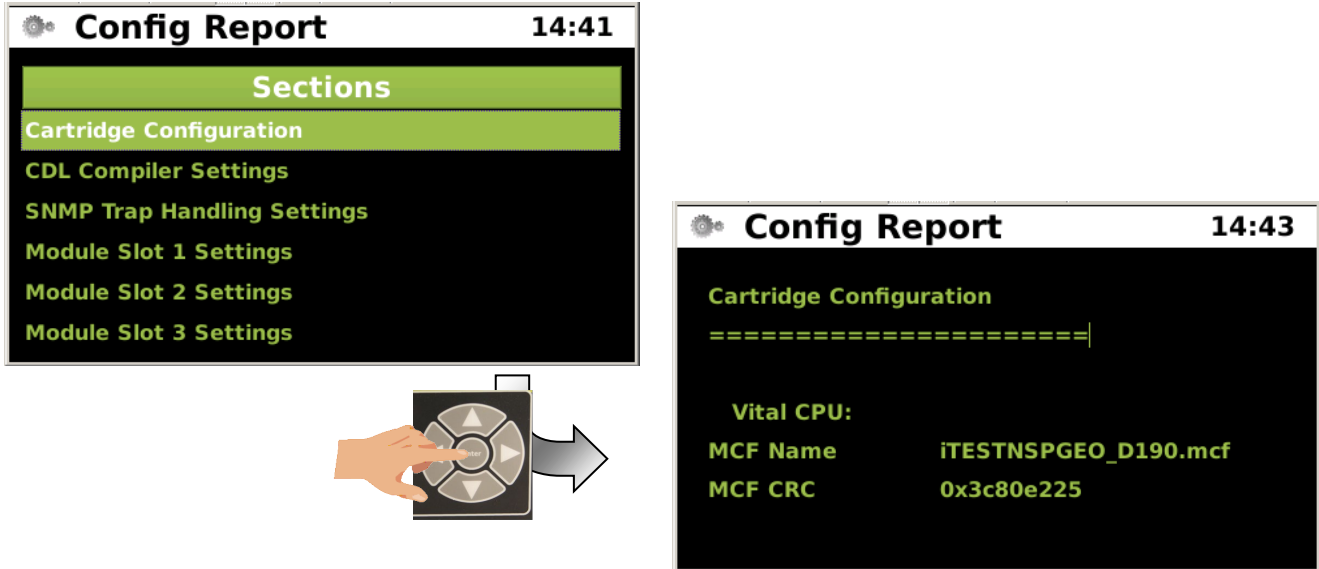 Config Report 14:41
Sections
Cartridge Configuration
CDL Compiler Settings
SNMP Trap Handling Settings
Module Slot 1 Settings
Module Slot 2 Settings
Module Slot 3 Settings
Config Report 14:43
Cartridge Configuration
======================
Vital CPU:
MCF Name iTESTNSPGEO_D190.mcf
MCF CRC 0x3c80e225